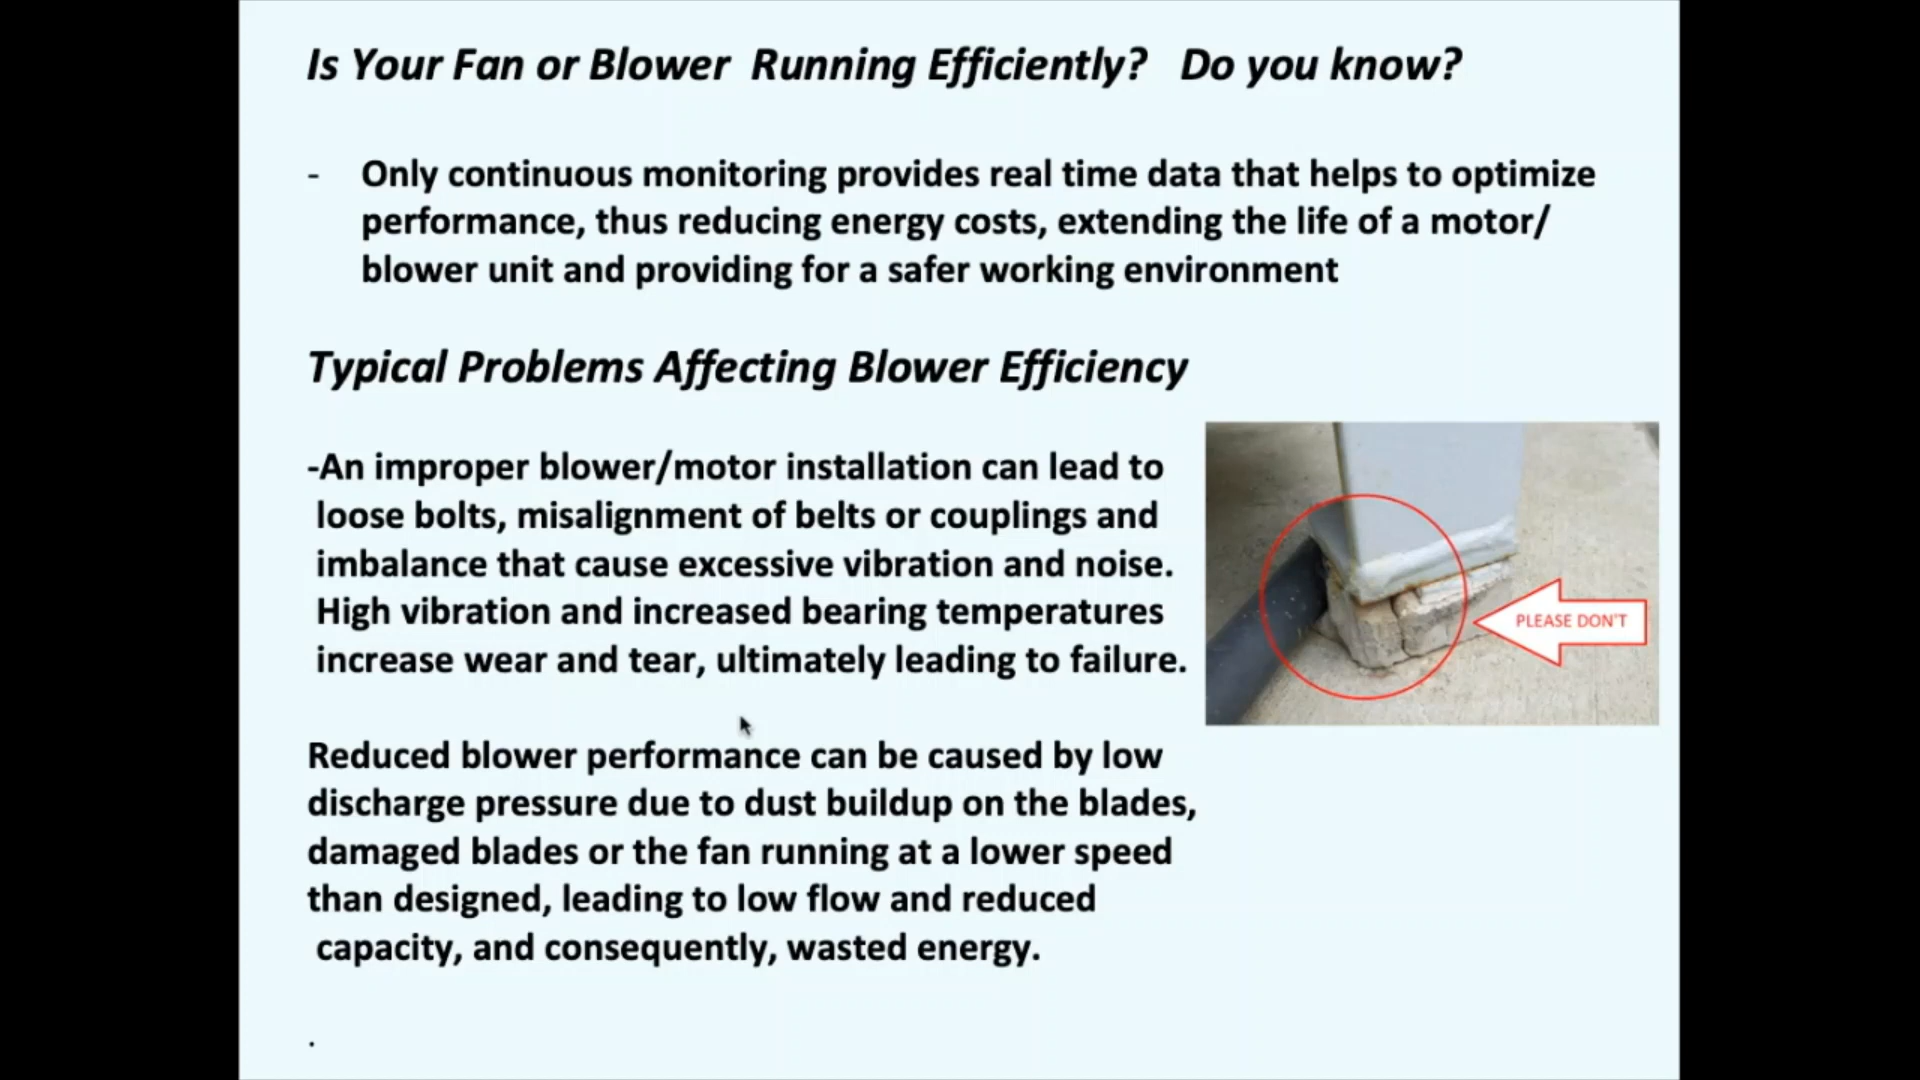 Is Your Fan or Blower Running Efficiently? Do you know?
- Only continuous monitoring provides real time data that helps to optimize
performance, thus reducing energy costs, extending the life of a motor/
blower unit and providing for a safer working environment
Typical Problems Affecting Blower Efficiency
-An improper blower/motor installation can lead to
loose bolts, misalignment of belts or couplings and
imbalance that cause excessive vibration and noise.
High vibration and increased bearing temperatures
increase wear and tear, ultimately leading to failure.
PLEASE DON'T
Reduced blower performance can be caused by low
discharge pressure due to dust buildup on the blades,
damaged blades or the fan running at a lower speed
than designed, leading to low flow and reduced
capacity, and consequently, wasted energy.
.